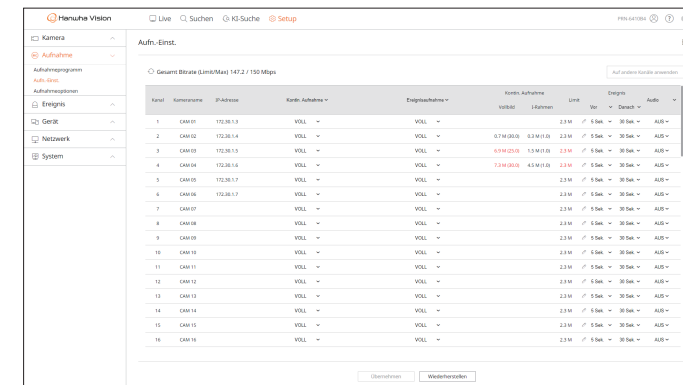 Hanwha Vision
Live Suchen KI-Suche Setup
Kamera
Aufnahme
Aufnahmeprogramm
Aufn.-Einst.
Aufnahmeoptionen
Ereignis
Gerät
Netzwerk
System
Aufn.-Einst.
Gesamt Bitrate (Limit/Max) 147.2 / 150 Mbps
Auf andere Kanäle anwenden
Kanal Kameraname IP-Adresse Kontin. Aufnahme Ereignisaufnahme Kontin. Aufnahme Limit Ereignis Audio
Vollbild I-Rahmen Vor Danach
1 CAM 01 172.30.1.3 VOLL VOLL 2.3 M 5 Sek 30 Sek AUS
2 CAM 02 172.30.1.4 VOLL VOLL 0.7 M (30.0) 0.3 M (1.0) 2.3 M 5 Sek 30 Sek AUS
3 CAM 03 172.30.1.5 VOLL VOLL 6.9 M (25.0) 1.5 M (1.0) 2.3 M 5 Sek 30 Sek AUS
4 CAM 04 172.30.1.6 VOLL VOLL 7.3 M (30.0) 4.5 M (1.0) 2.3 M 5 Sek 30 Sek AUS
5 CAM 05 172.30.1.7 VOLL VOLL 2.3 M 5 Sek 30 Sek AUS
6 CAM 06 172.30.1.7 VOLL VOLL 2.3 M 5 Sek 30 Sek AUS
7 CAM 07 VOLL VOLL 2.3 M 5 Sek 30 Sek AUS
8 CAM 08 VOLL VOLL 2.3 M 5 Sek 30 Sek AUS
9 CAM 09 VOLL VOLL 2.3 M 5 Sek 30 Sek AUS
10 CAM 10 VOLL VOLL 2.3 M 5 Sek 30 Sek AUS
11 CAM 11 VOLL VOLL 2.3 M 5 Sek 30 Sek AUS
12 CAM 12 VOLL VOLL 2.3 M 5 Sek 30 Sek AUS
13 CAM 13 VOLL VOLL 2.3 M 5 Sek 30 Sek AUS
14 CAM 14 VOLL VOLL 2.3 M 5 Sek 30 Sek AUS
15 CAM 15 VOLL VOLL 2.3 M 5 Sek 30 Sek AUS
16 CAM 16 VOLL VOLL 2.3 M 5 Sek 30 Sek AUS
Übernehmen Wiederherstellen